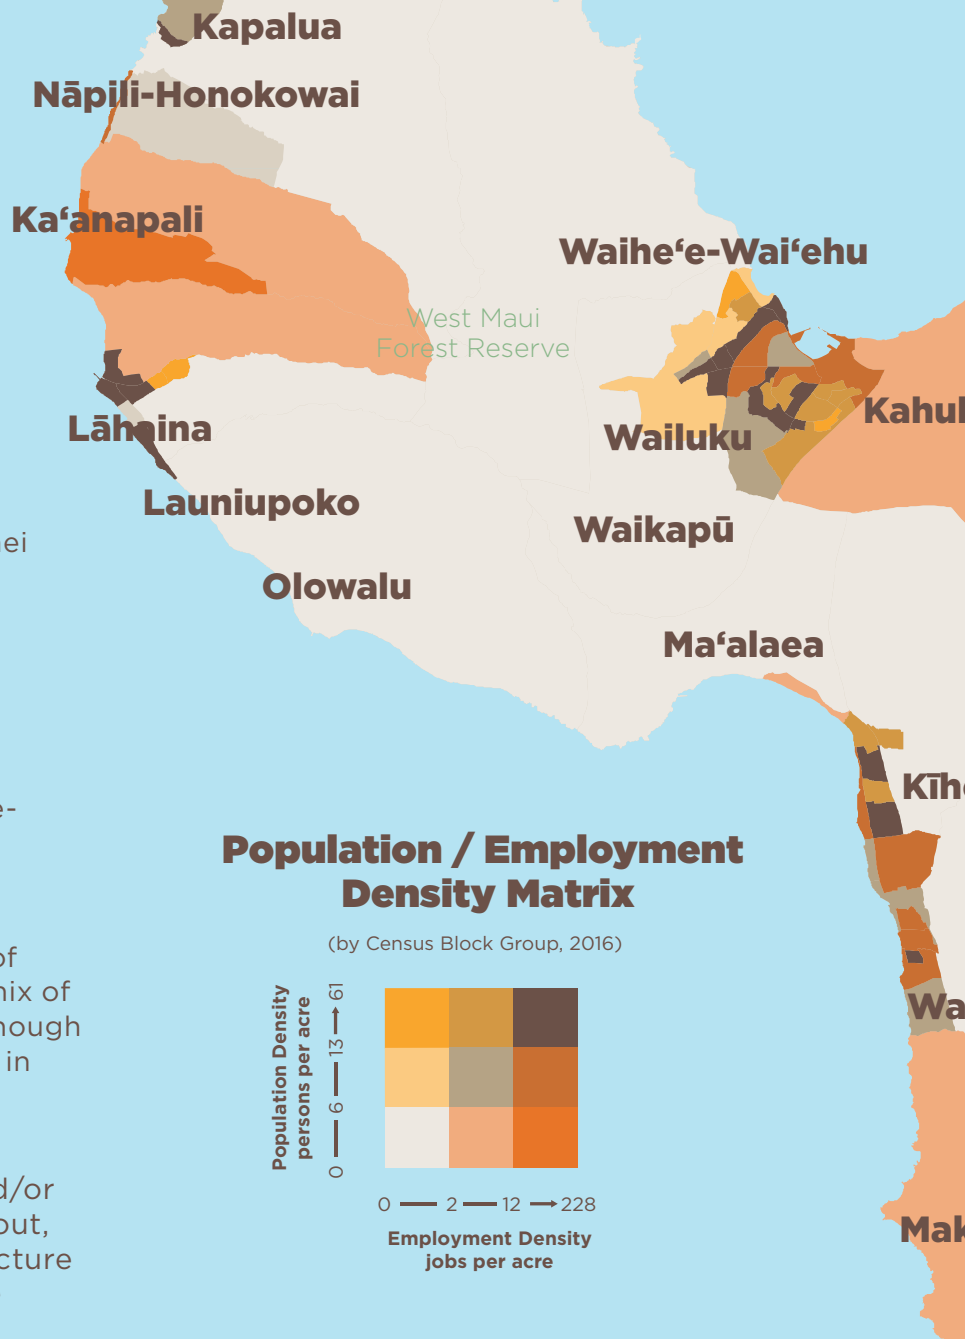 Kapalua
Nāpili-Honokowai
Ka‘anapali
Waihe‘e-Wai‘ehu
West Maui
Forest Reserve
Kahul
Lāhaina
Wailuku
Launiupoko
Waikapū
ei
Olowalu
Ma‘alaea
Kīh
e-
Population / Employment
Density Matrix
(by Census Block Group, 2016)
of
ix of
nough
in
Wa
Population Density
persons per acre
0 6 13 → 61
0 2 12 → 228
Employment Density
jobs per acre
d/or
out,
cture
Mak